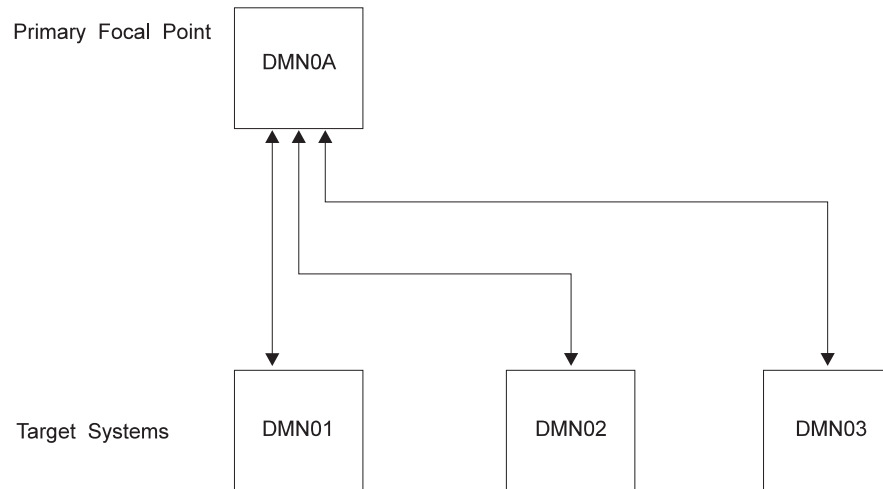 Primary Focal Point
DMN0A
Target Systems
DMN01
DMN02
DMN03